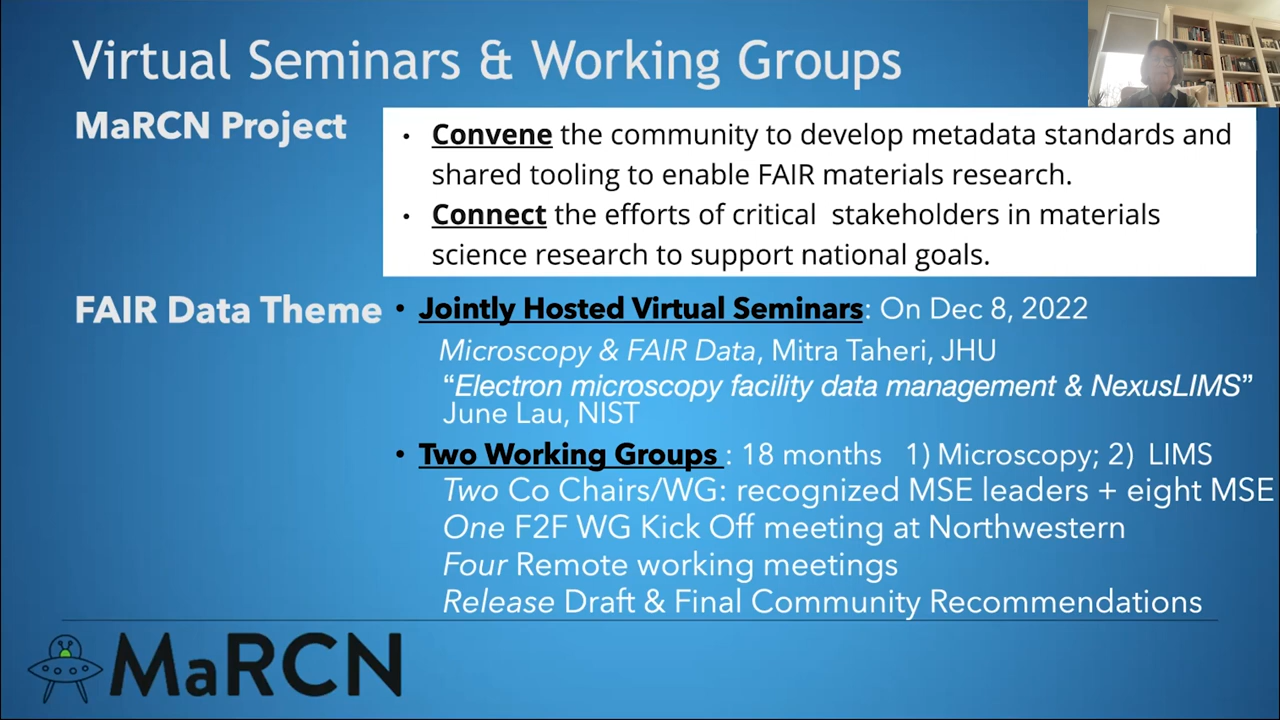 Virtual Seminars & Working Groups
MaRCN Project
• Convene the community to develop metadata standards and
shared tooling to enable FAIR materials research.
• Connect the efforts of critical stakeholders in materials
science research to support national goals.
FAIR Data Theme
• Jointly Hosted Virtual Seminars: On Dec 8, 2022
Microscopy & FAIR Data, Mitra Taheri, JHU
“Electron microscopy facility data management & NexusLIMS”
June Lau, NIST
• Two Working Groups : 18 months 1) Microscopy; 2) LIMS
Two Co Chairs/WG: recognized MSE leaders + eight MSE
One F2F WG Kick Off meeting at Northwestern
Four Remote working meetings
Release Draft & Final Community Recommendations
MaRCN